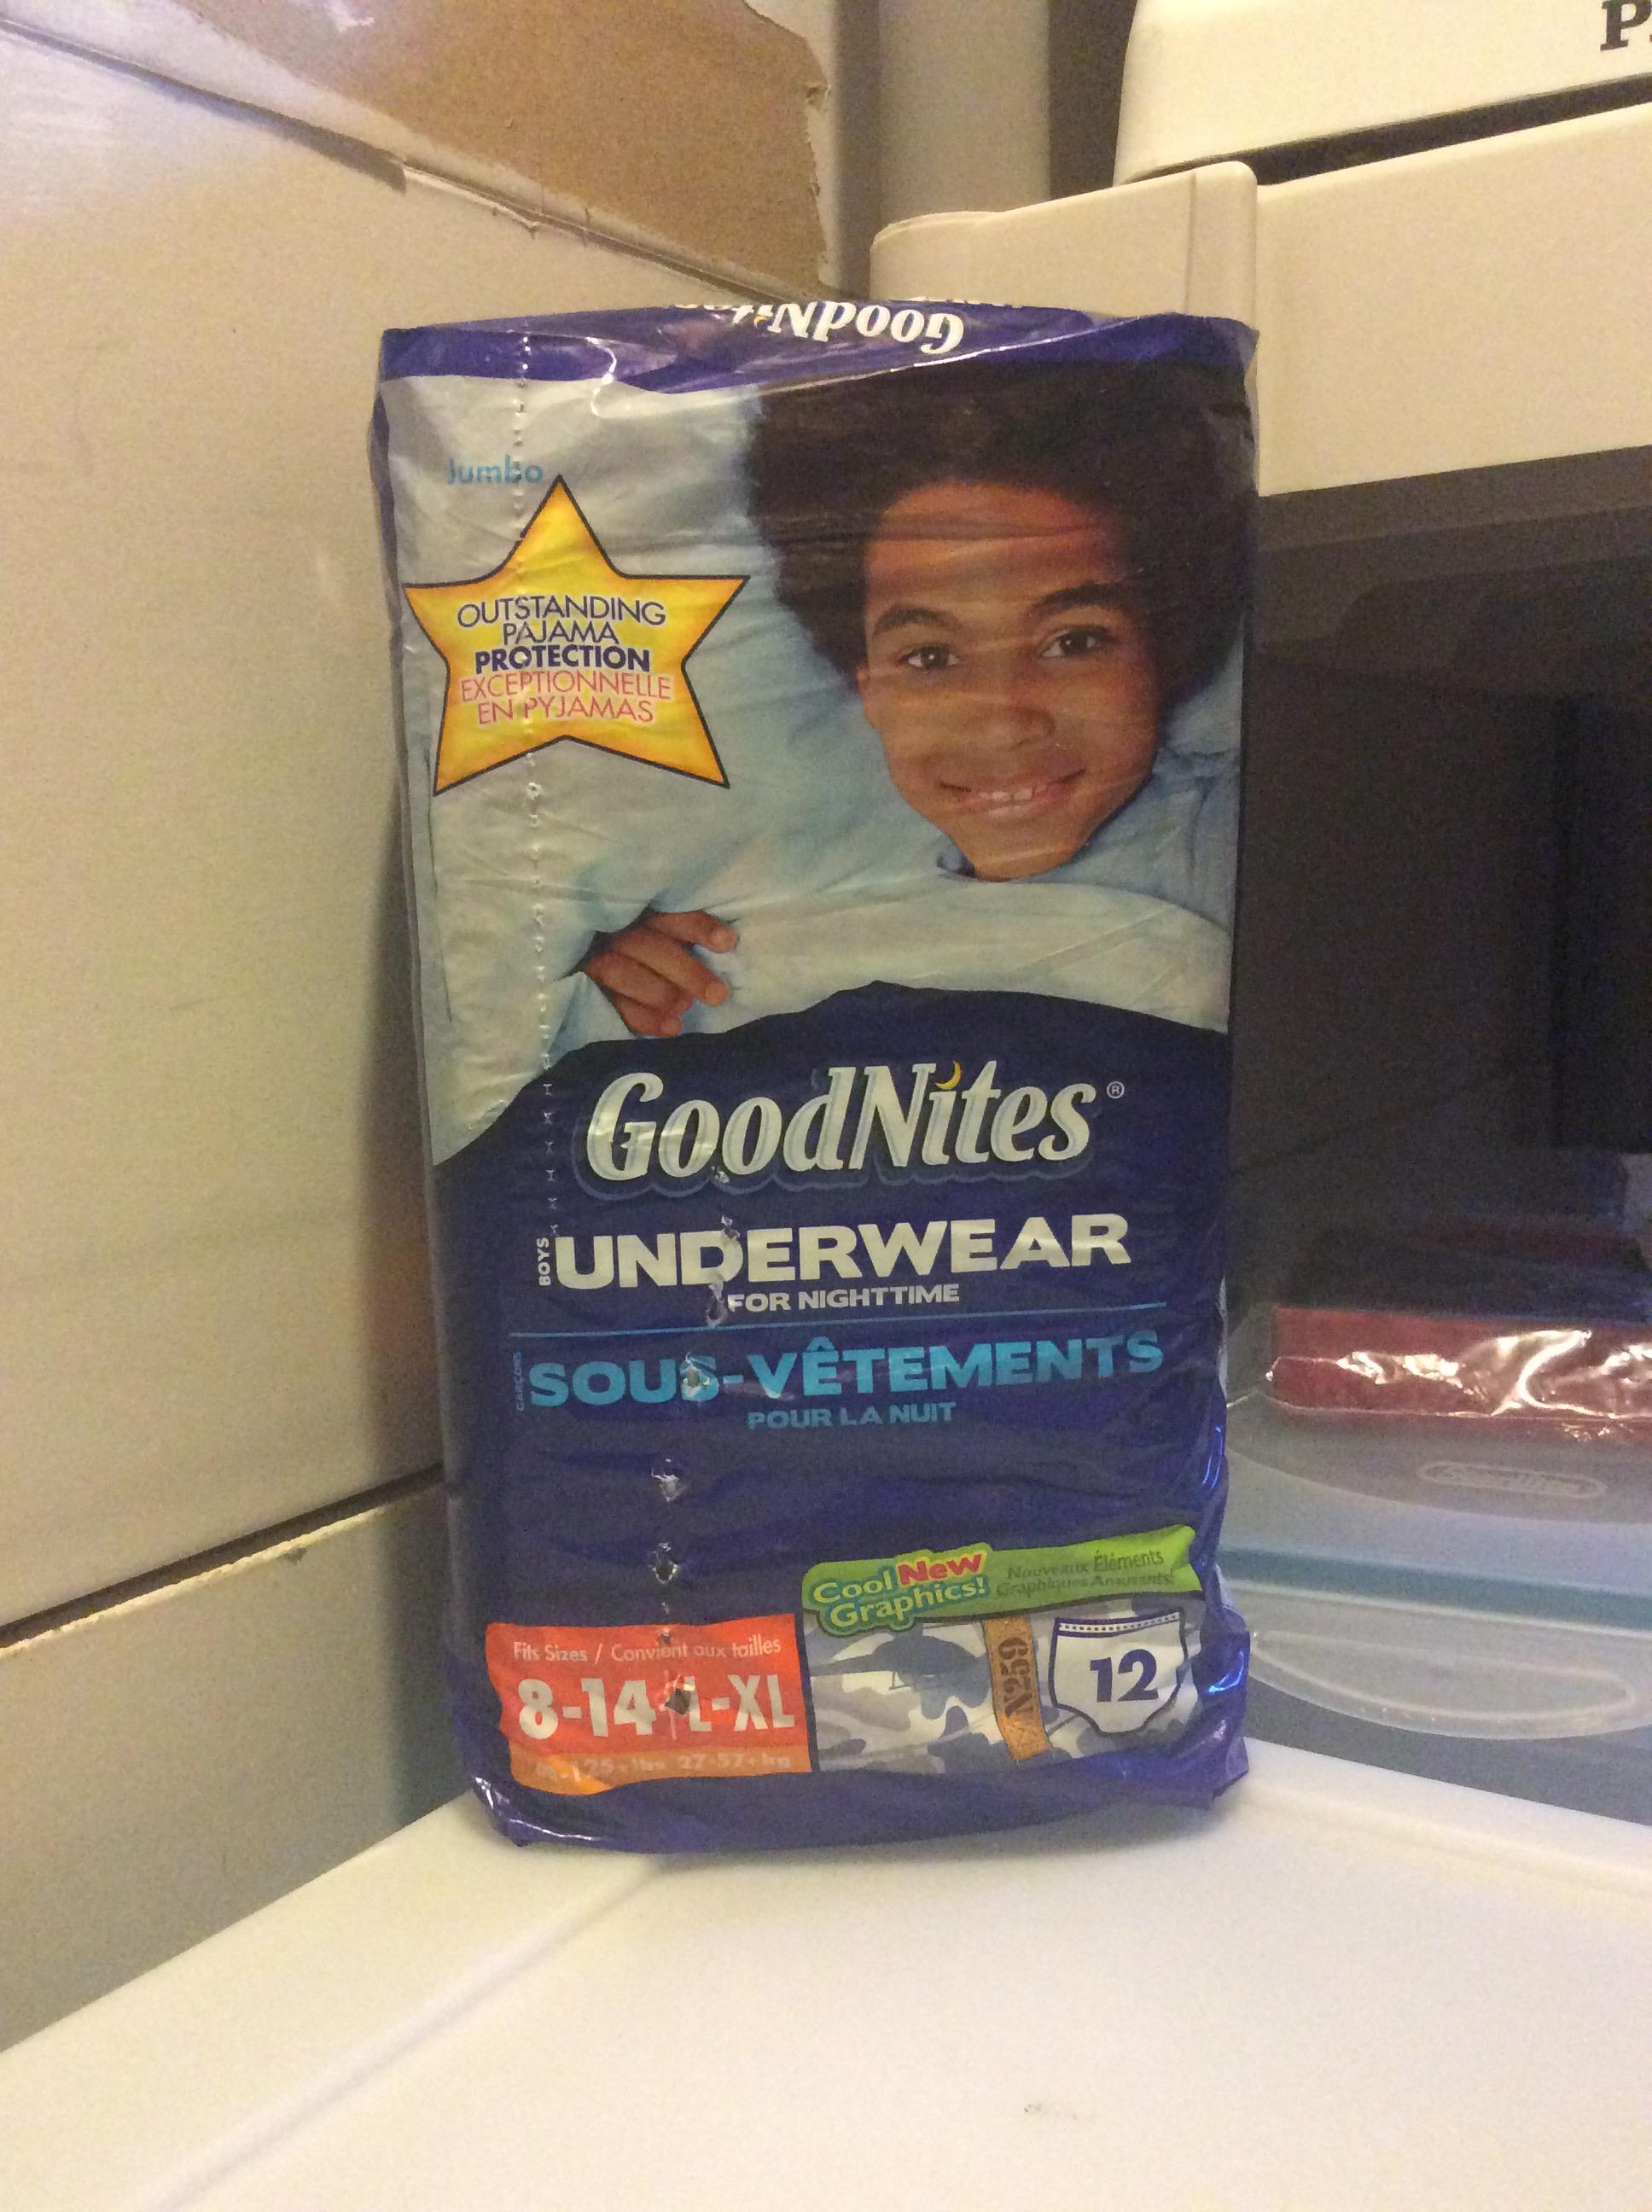 P
GoodNites
Jumbo
OUTSTANDING
PAJAMA
PROTECTION
EXCEPTIONNELLE
EN PYJAMAS
GoodNites®
BOYS
UNDERWEAR
FOR NIGHTTIME
GARÇONS
SOUS-VÊTEMENTS
POUR LA NUIT
Cool New
Graphics!
Nouveaux Éléments
Graphiques Amusants!
Fits Sizes / Convient aux tailles
8-14 L-XL
27-57+ kg
N259
12